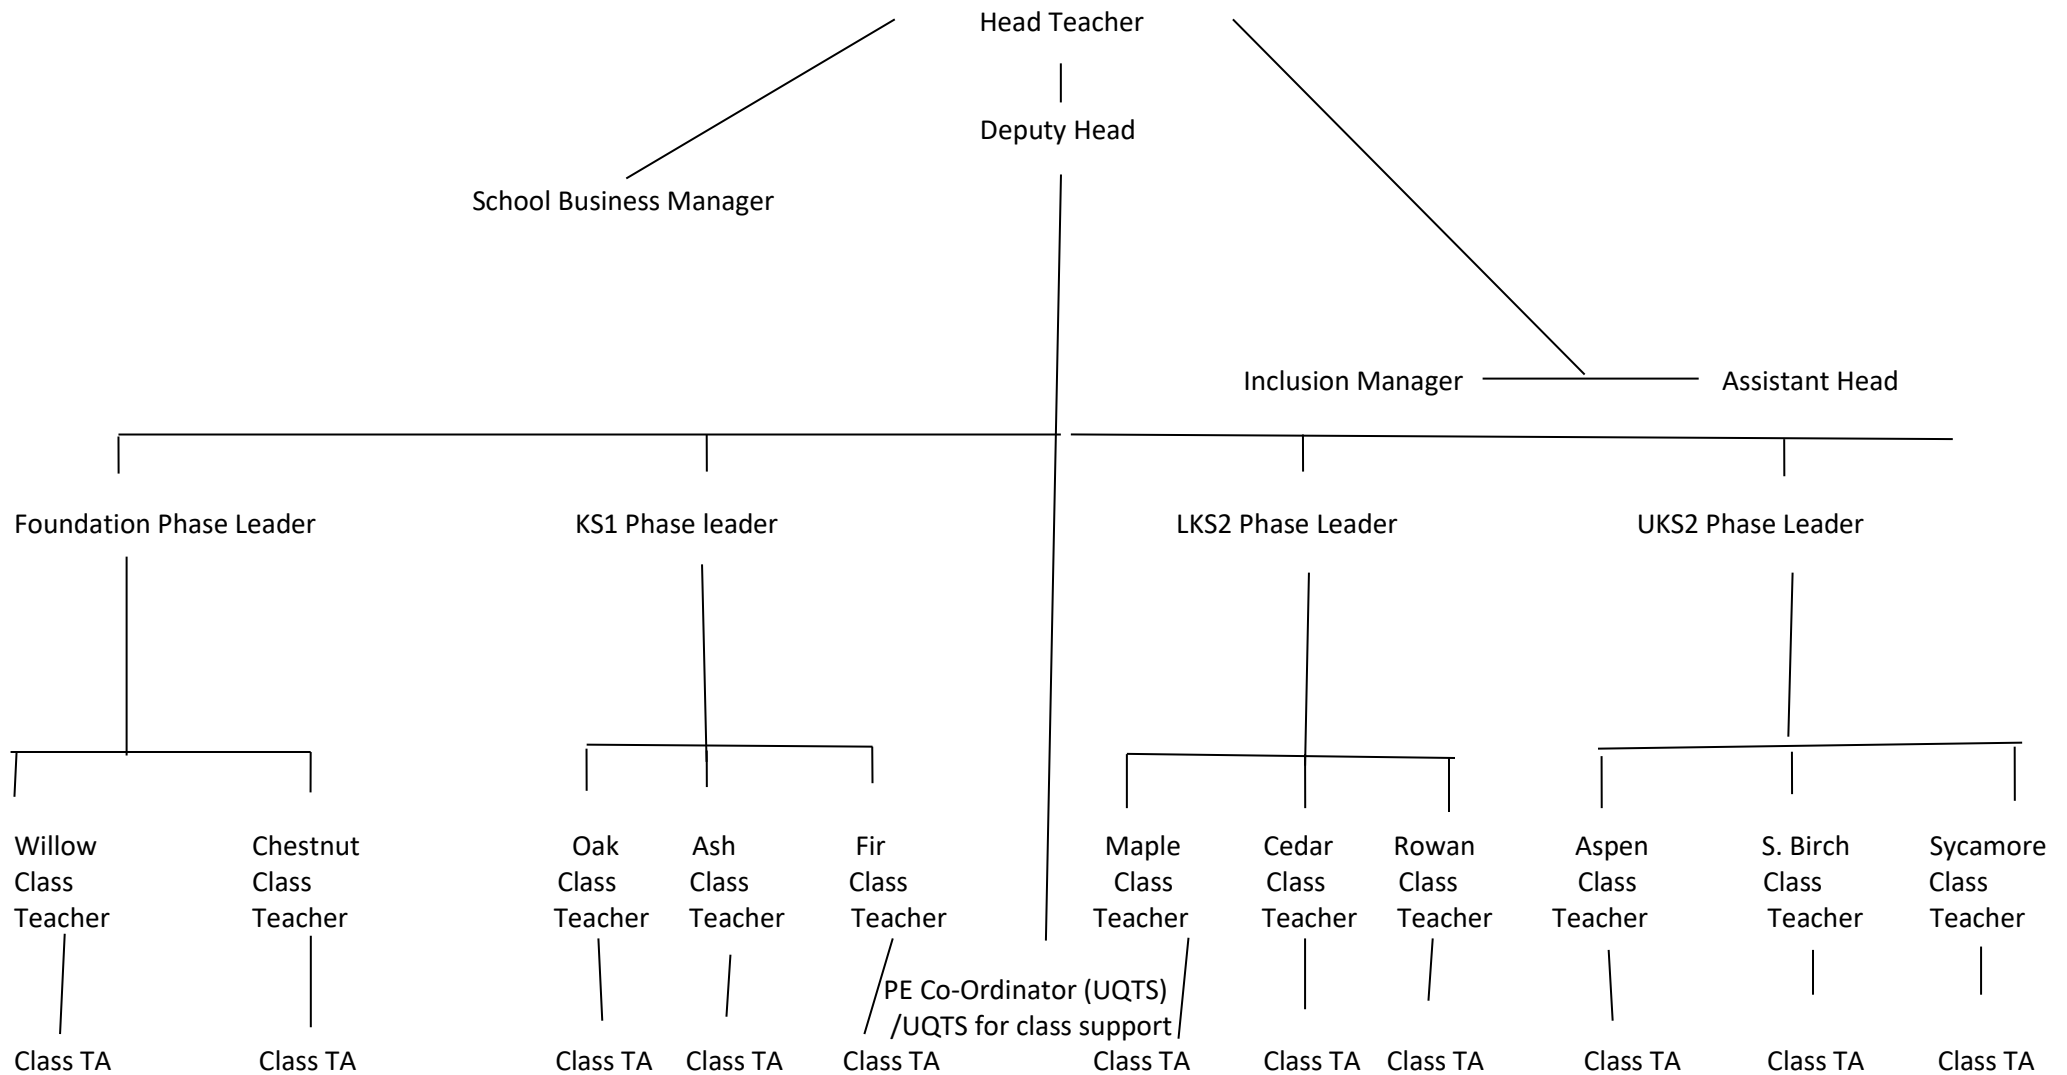 Head Teacher
Deputy Head
School Business Manager
Inclusion Manager Assistant Head
Foundation Phase Leader KS1 Phase leader LKS2 Phase Leader UKS2 Phase Leader
Willow Chestnut Oak Ash Fir Maple Cedar Rowan Aspen S. Birch Sycamore
Class Class Class Class Class Class Class Class Class Class Class
Teacher Teacher Teacher Teacher Teacher Teacher Teacher Teacher Teacher Teacher Teacher
PE Co-Ordinator (UQTS)
/UQTS for class support
Class TA Class TA Class TA Class TA Class TA Class TA Class TA Class TA Class TA Class TA Class TA